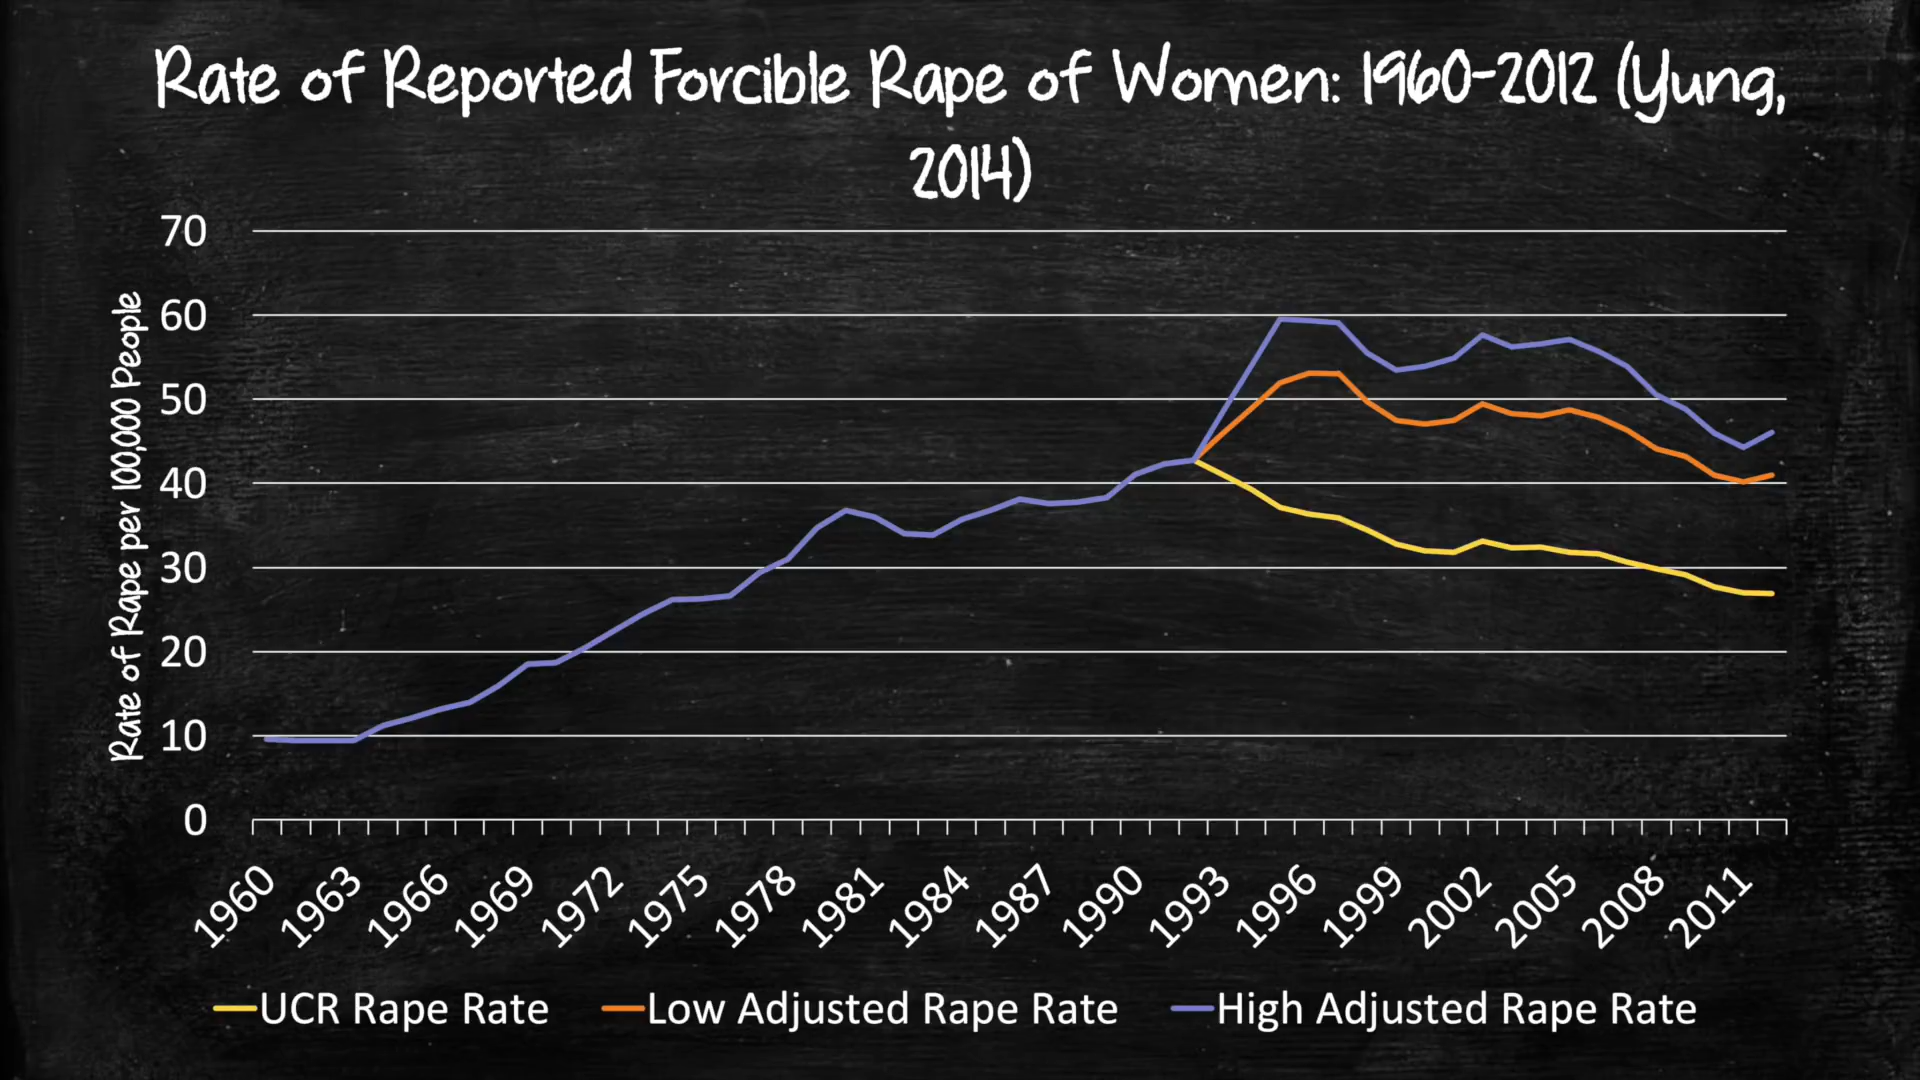 Rate of Reported Forcible Rape of Women: 1960-2012 (Yung,
2014)
Rate of Rape per 100,000 People
70
60
50
40
30
20
10
0
1960 1963 1966 1969 1972 1975 1978 1981 1984 1987 1990 1993 1996 1999 2002 2005 2008 2011
UCR Rape Rate Low Adjusted Rape Rate High Adjusted Rape Rate